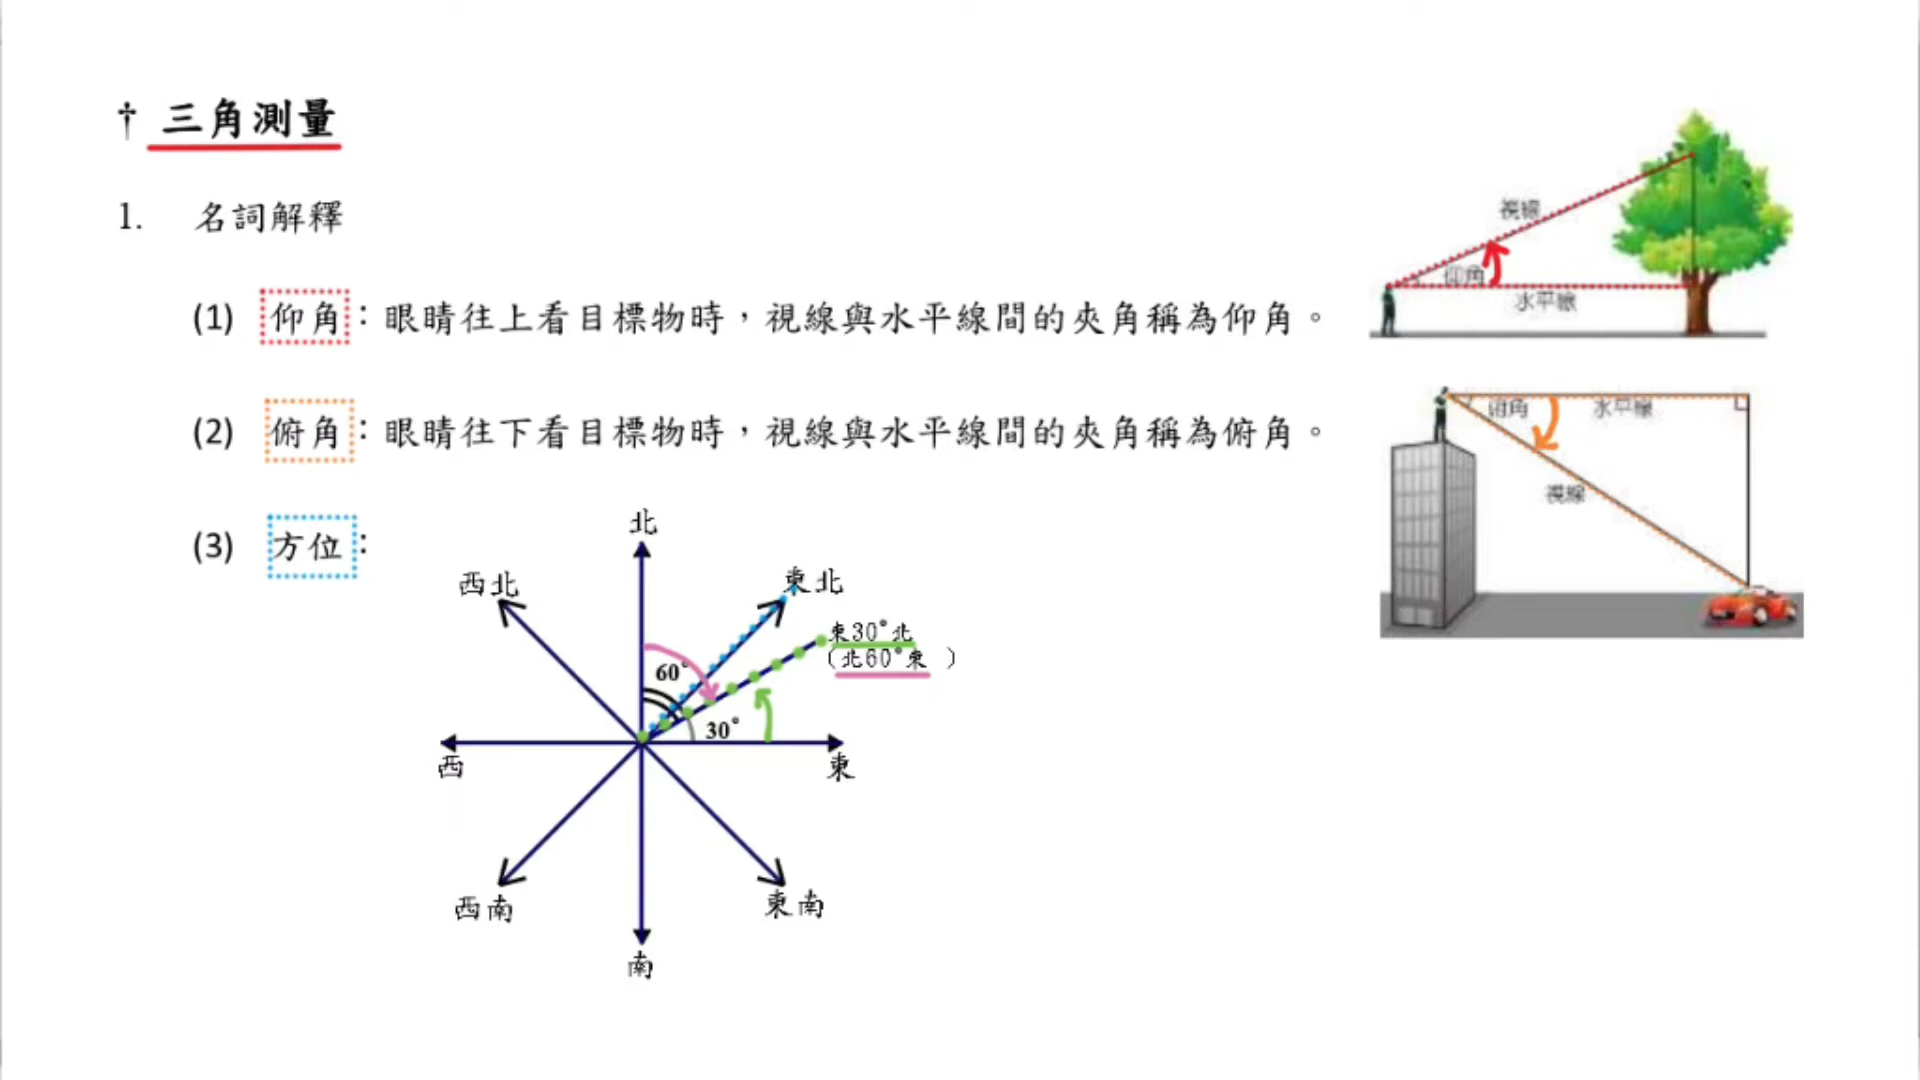 † 三角測量
1. 名詞解釋
(1) 仰角：眼睛往上看目標物時，視線與水平線間的夾角稱為仰角。
視線
仰角
水平線
(2) 俯角：眼睛往下看目標物時，視線與水平線間的夾角稱為俯角。
俯角
水平線
視線
(3) 方位：
北
西北
東北
東30°北
(北60°東 )
60°
30°
西
東
西南
東南
南